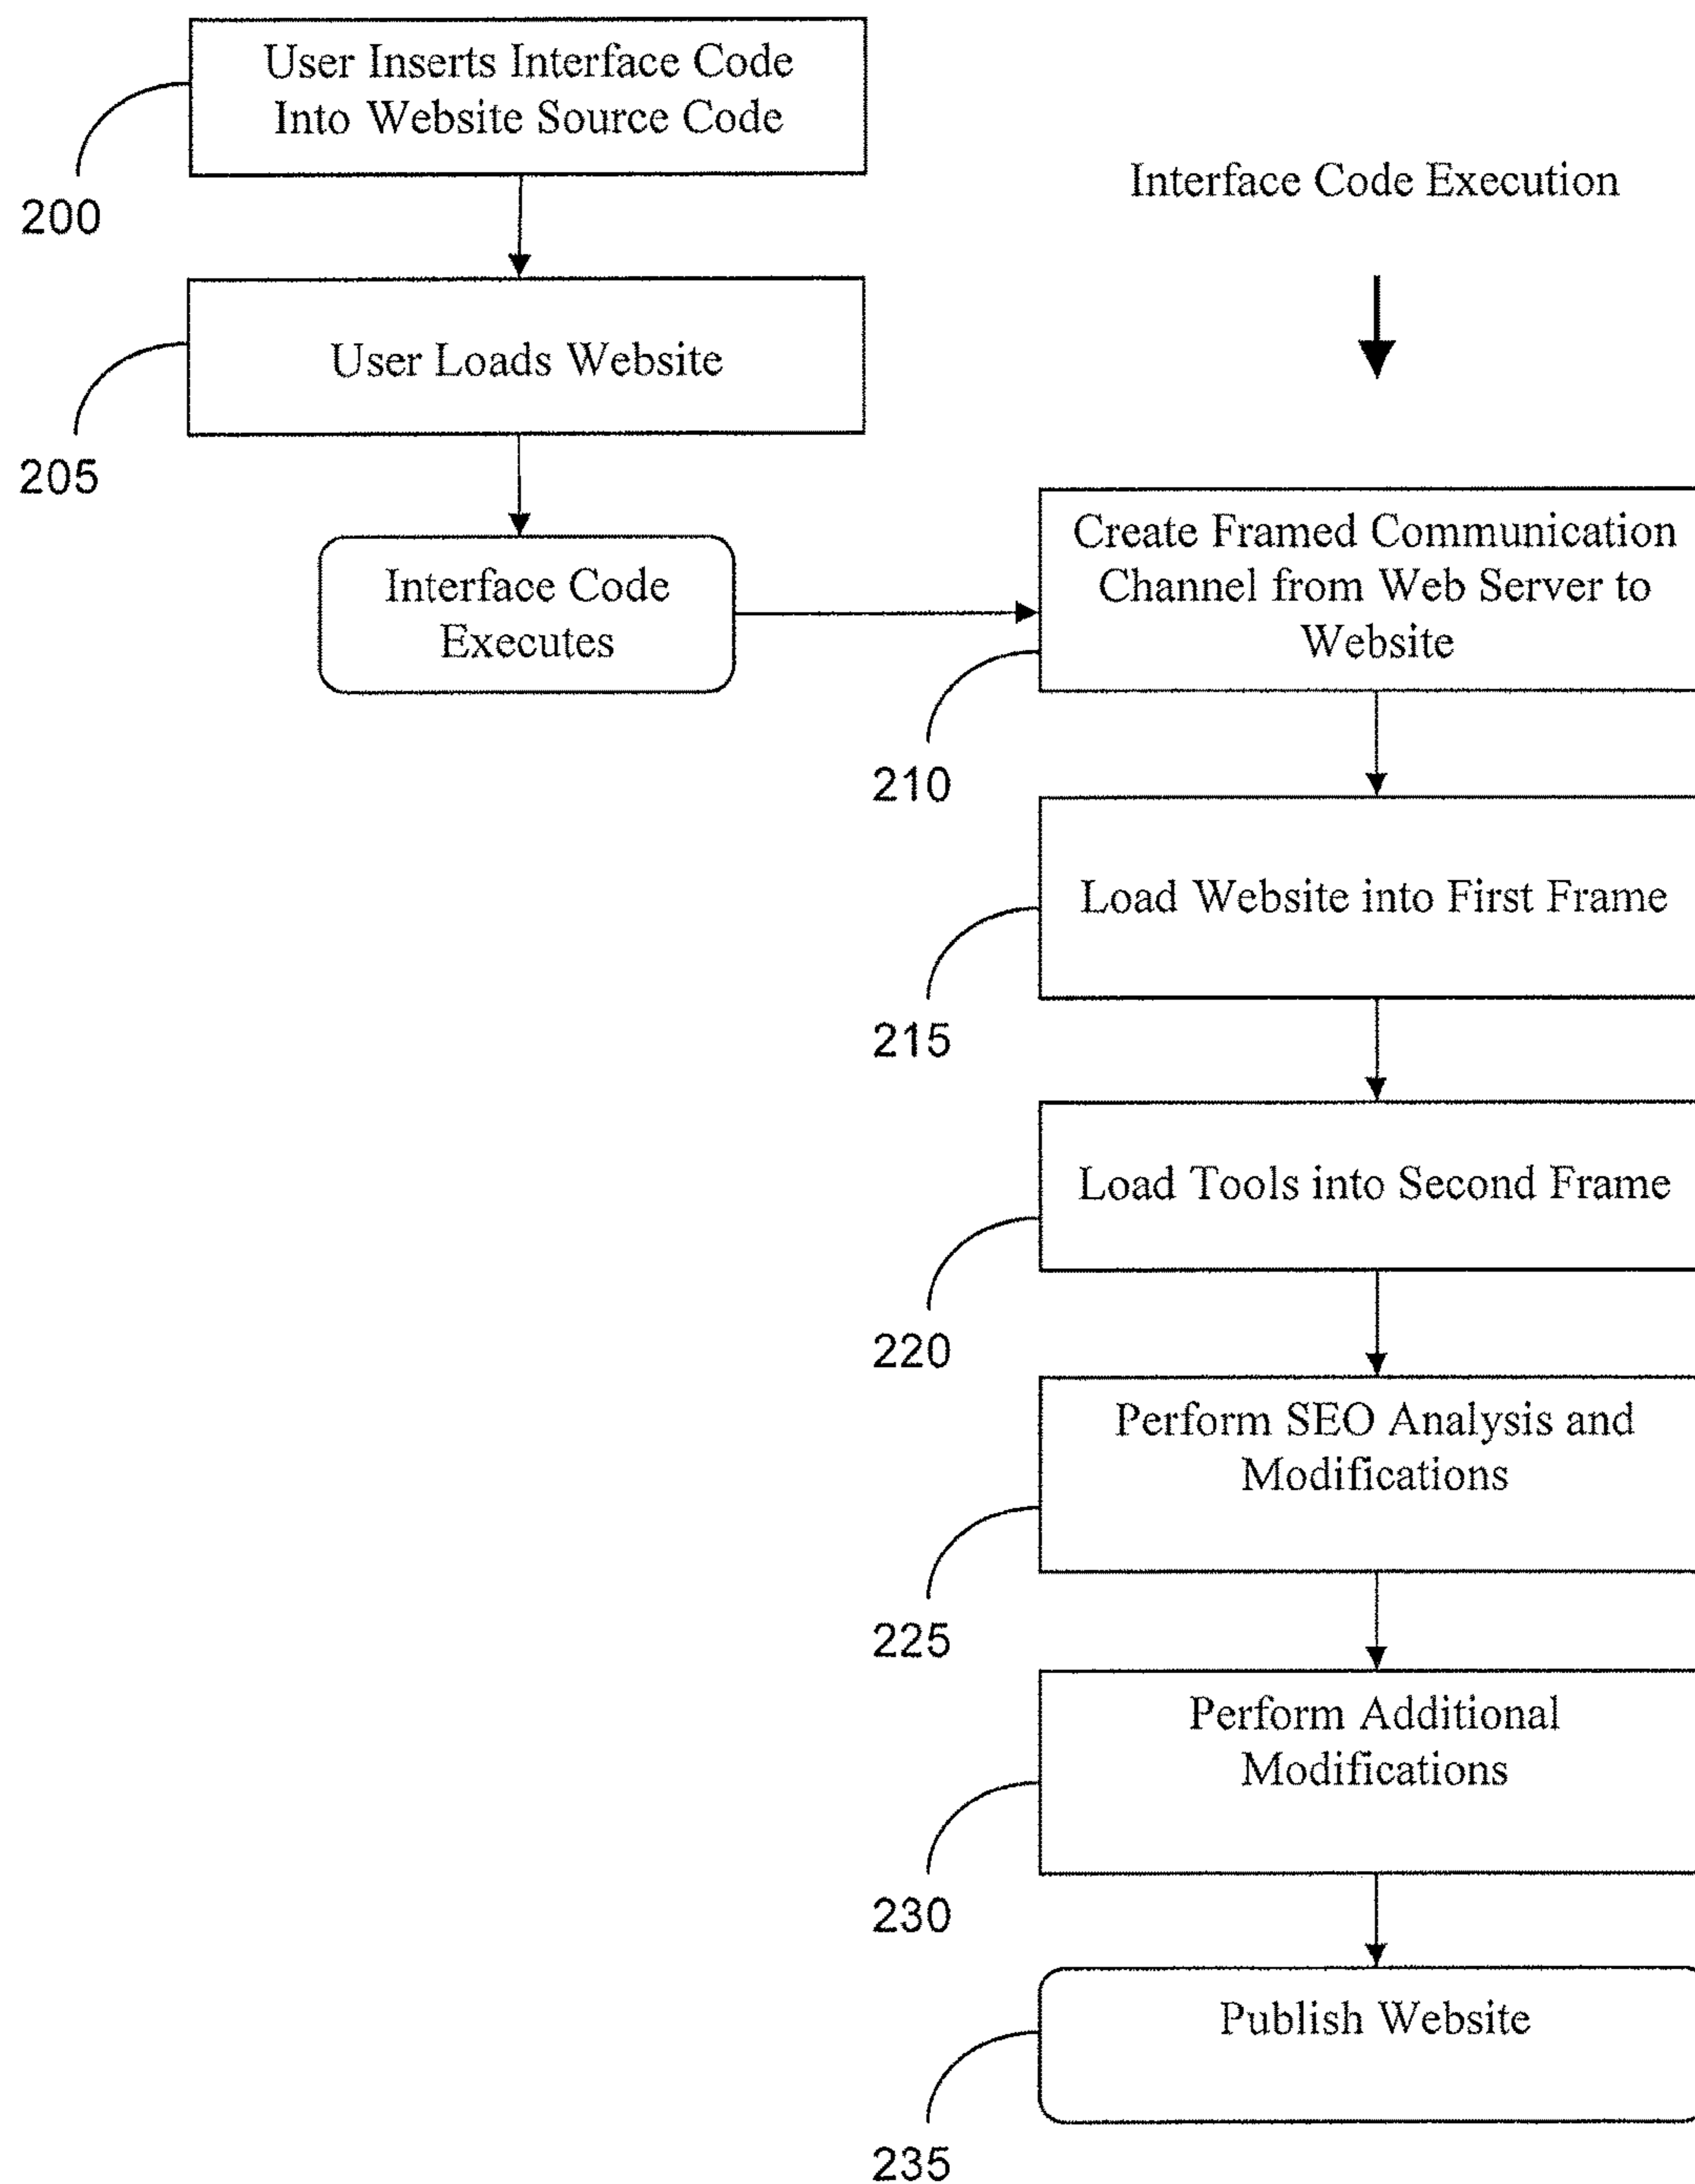 User Inserts Interface Code
Into Website Source Code
200
Interface Code Execution
User Loads Website
205
Interface Code
Executes
Create Framed Communication
Channel from Web Server to
Website
210
Load Website into First Frame
215
Load Tools into Second Frame
220
Perform SEO Analysis and
Modifications
225
Perform Additional
Modifications
230
Publish Website
235